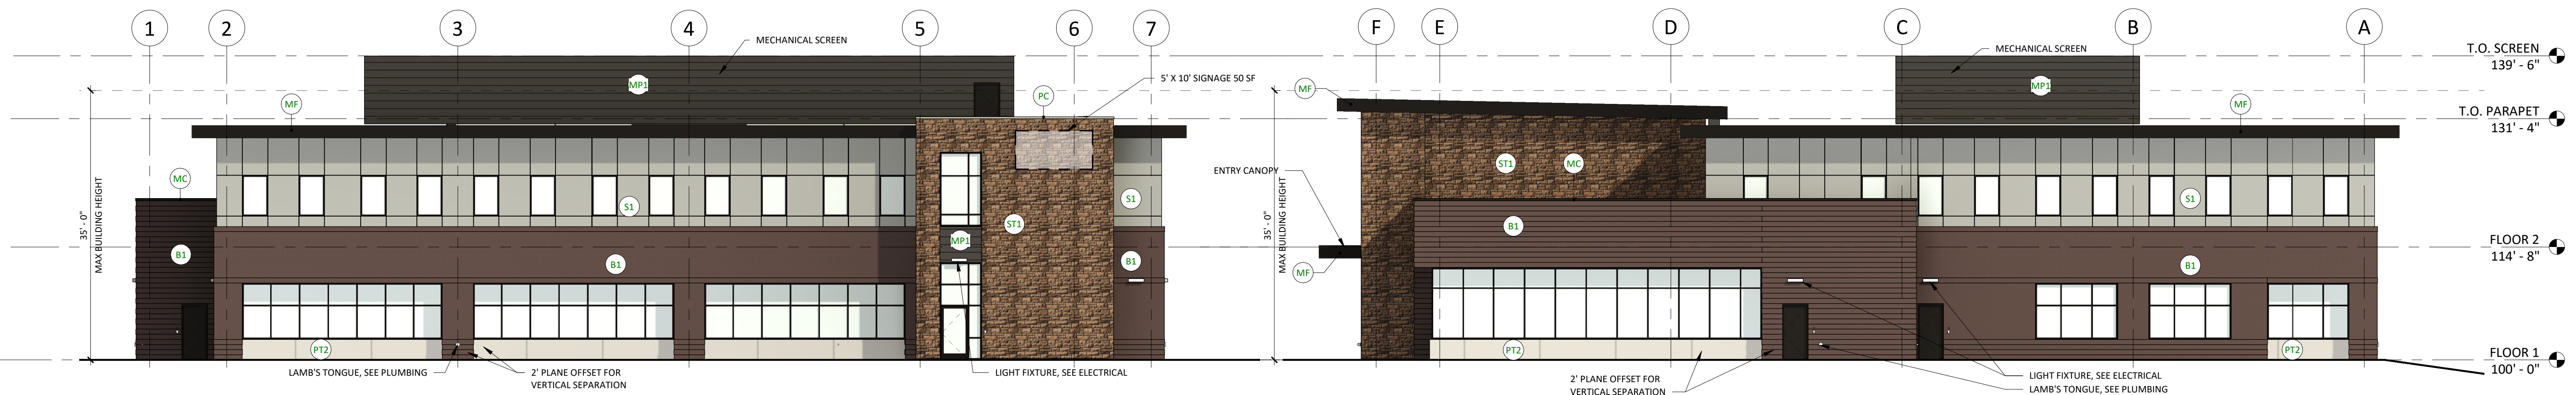 1 2 3 4 5 6 7 F E D C B A
MECHANICAL SCREEN
MECHANICAL SCREEN
T.O. SCREEN
139' - 6"
5' X 10' SIGNAGE 50 SF
MP1
MP1
MF
PC
MF
MF
T.O. PARAPET
131' - 4"
ENTRY CANOPY
ST1
MC
MC
S1
S1
S1
ST1
35' - 0"
MAX BUILDING HEIGHT
35' - 0"
MAX BUILDING HEIGHT
B1
MP1
FLOOR 2
114' - 8"
B1
B1
B1
B1
MF
PT2
PT2
PT2
FLOOR 1
100' - 0"
LAMB'S TONGUE, SEE PLUMBING
2' PLANE OFFSET FOR
VERTICAL SEPARATION
LIGHT FIXTURE, SEE ELECTRICAL
2' PLANE OFFSET FOR
VERTICAL SEPARATION
LIGHT FIXTURE, SEE ELECTRICAL
LAMB'S TONGUE, SEE PLUMBING